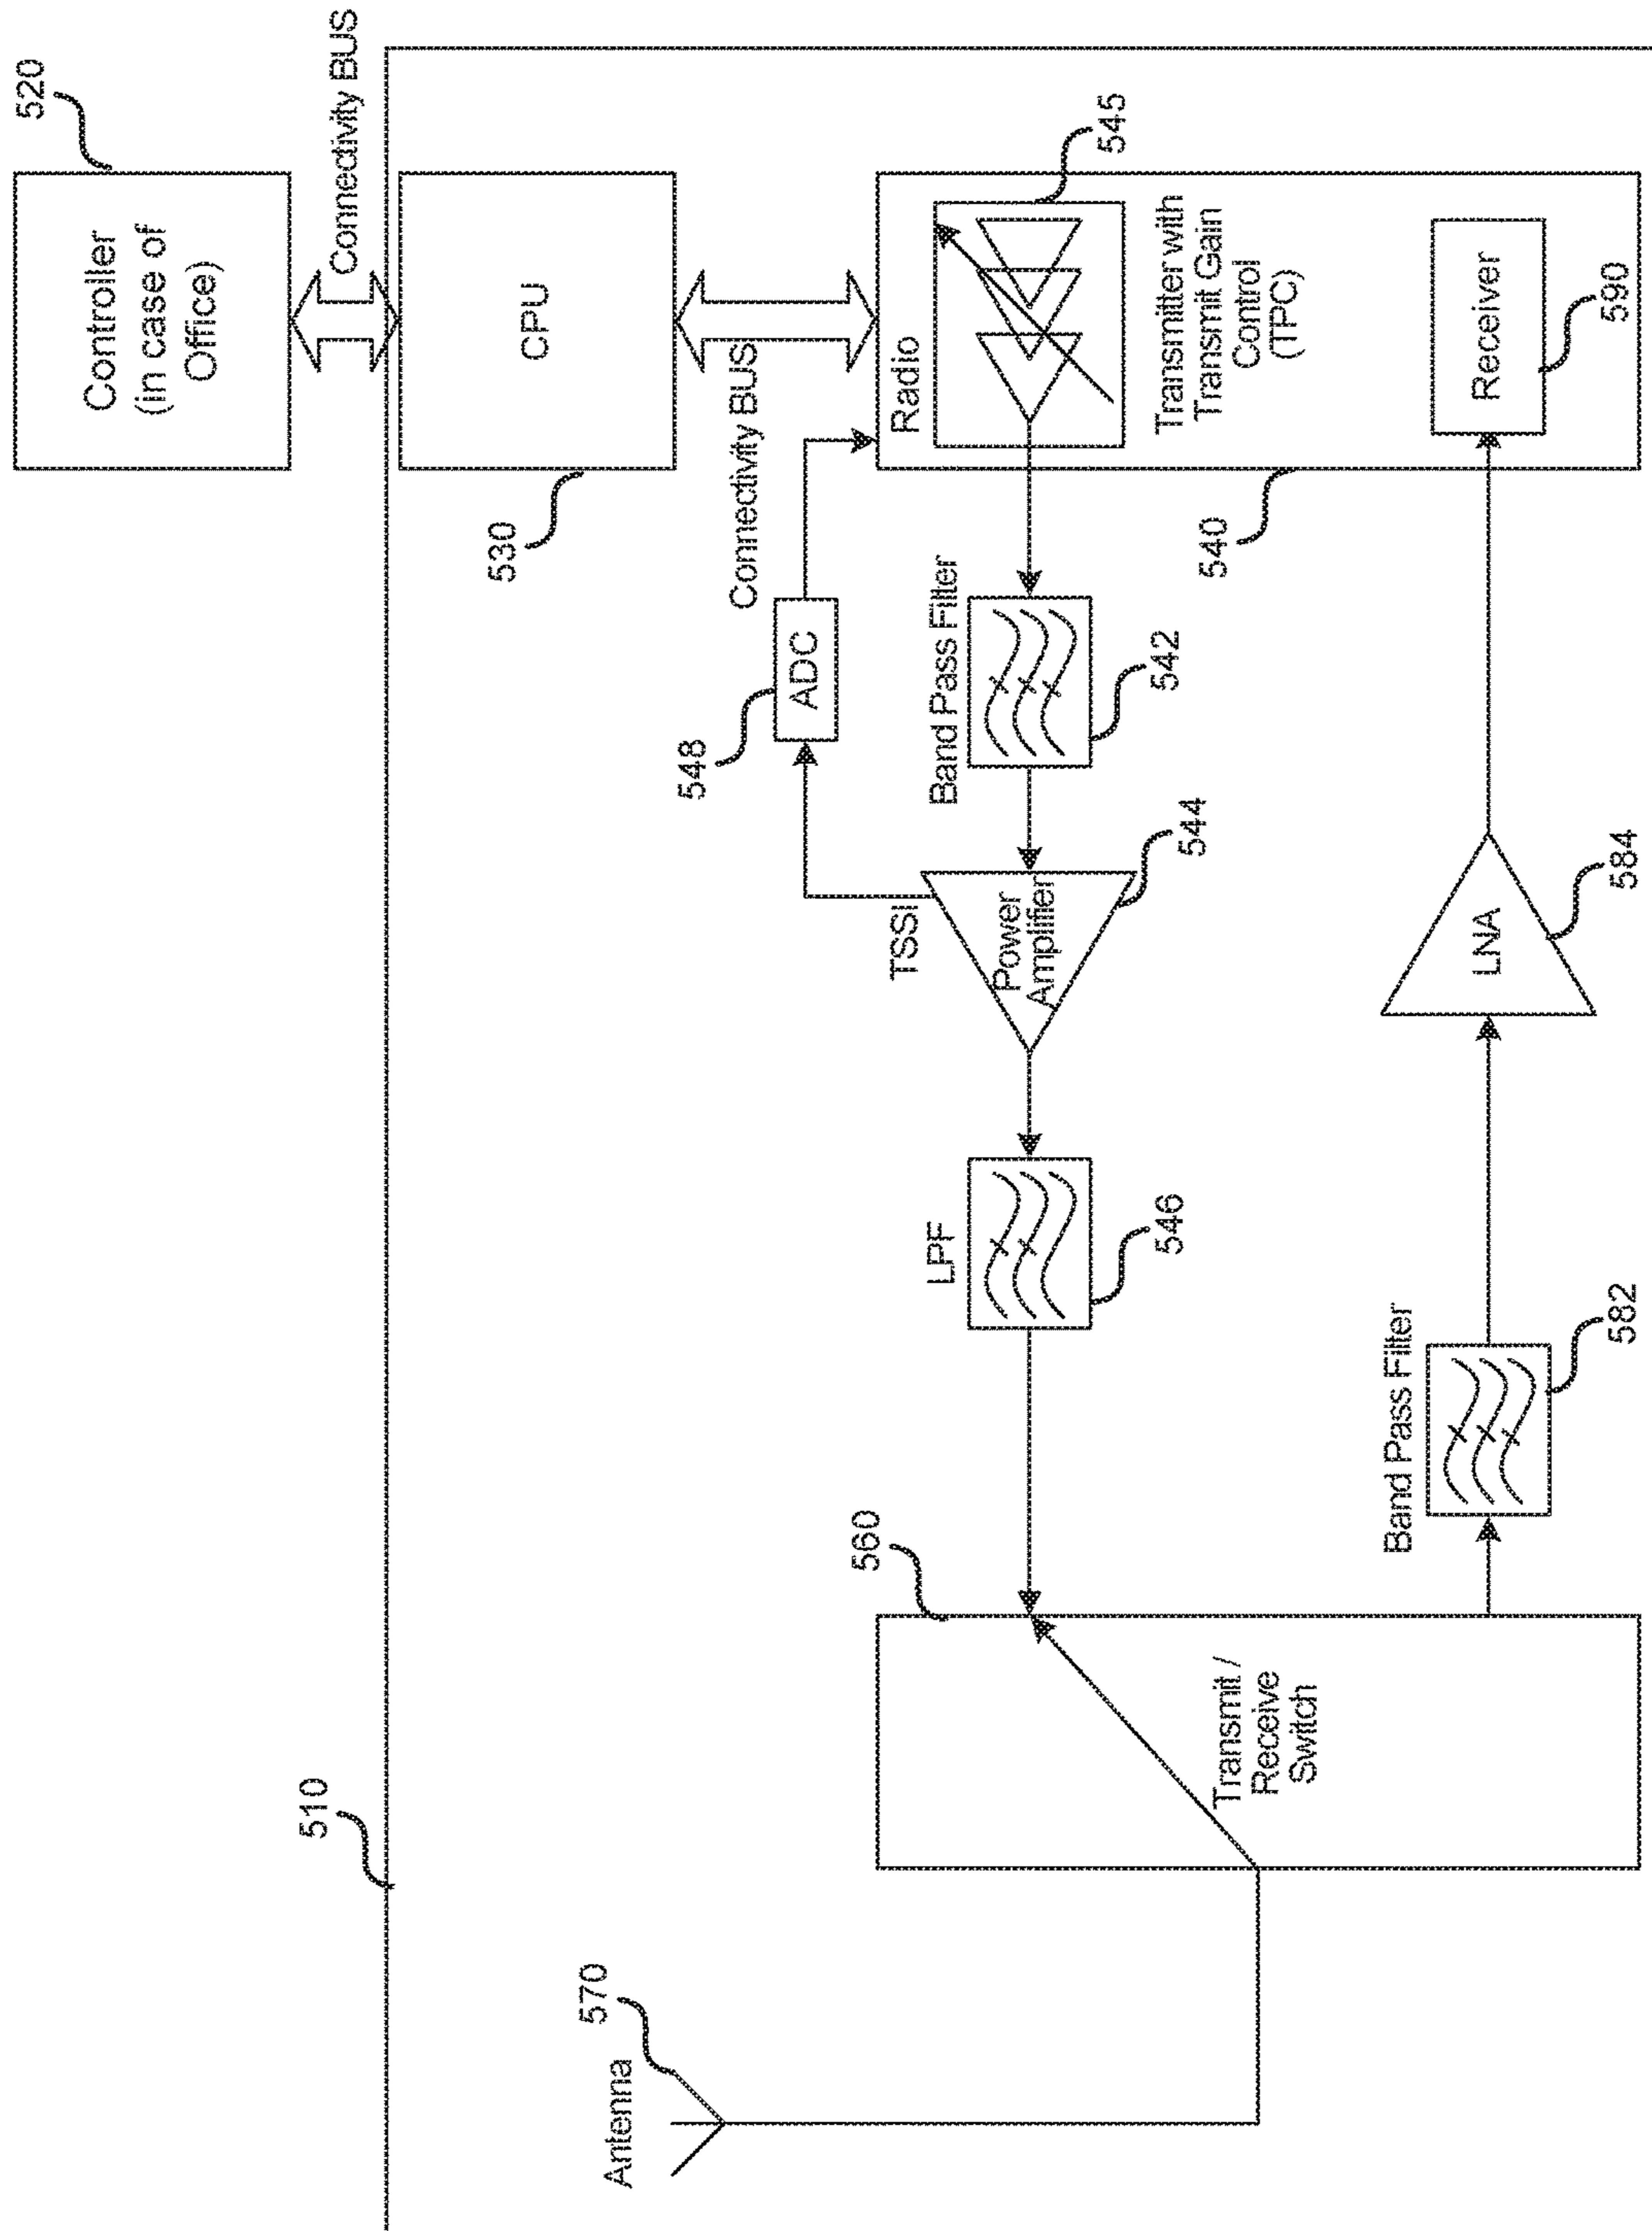 510
520
Controller
(in case of
Office)
Connectivity BUS
570
Antenna
530
CPU
548
ADC
Connectivity BUS
560
TSSI
Radio
545
LPF
546
Power
Amplifier
544
Band Pass Filter
542
Transmitter with
Transmit Gain
Control
(TPC)
540
Transmit /
Receive
Switch
Band Pass Filter
582
LNA
584
Receiver
590